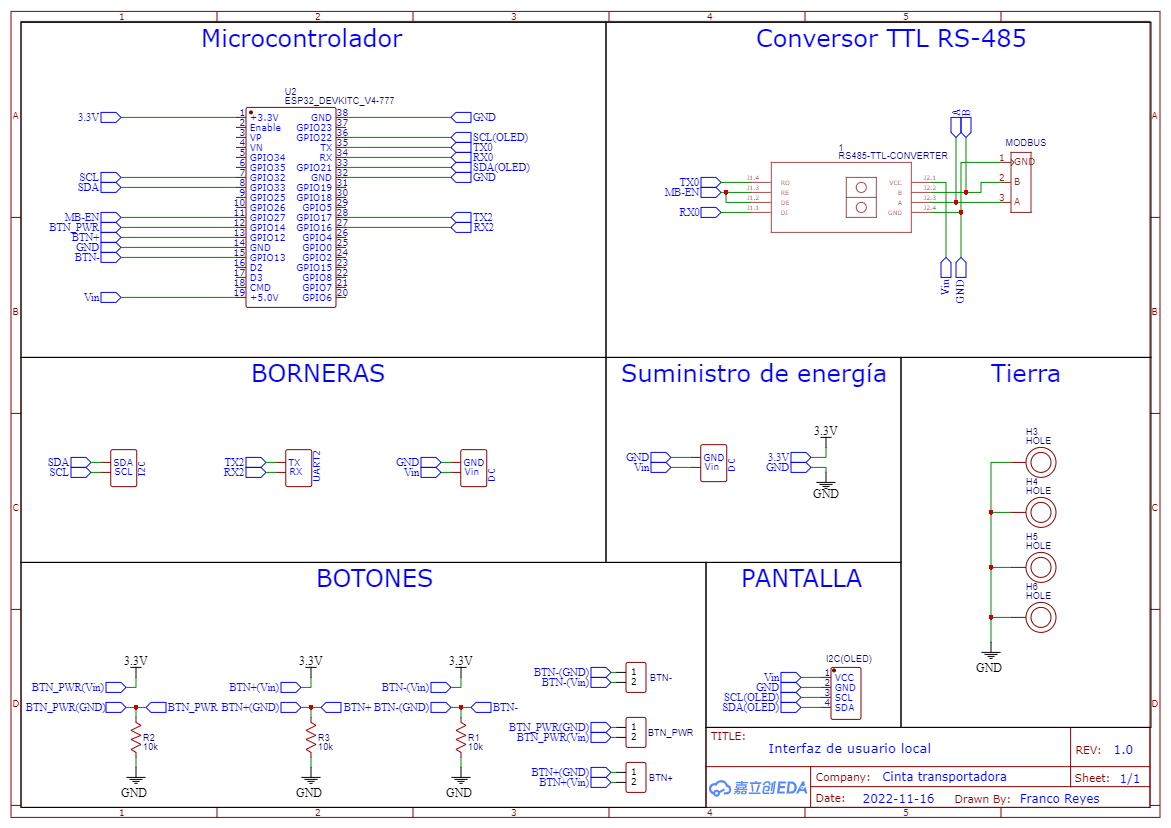 1 2 3 4 5
A
B
C
D
Microcontrolador
U2
ESP32_DEVKITC_V4-777
3.3V
SCL
SDA
MB-EN
BTN_PWR
BTN+
GND
BTN-
Vin
1 +3.3V
2 Enable
3 VP
4 VN
5 GPIO34
6 GPIO35
7 GPIO32
8 GPIO33
9 GPIO25
10 GPIO26
11 GPIO27
12 GPIO14
13 GPIO12
14 GND
15 GPIO13
16 D2
17 D3
18 CMD
19 +5.0V
GND 38
GPIO23 37
GPIO22 36
TX 35
RX 34
GPIO21 33
GND 32
GPIO19 31
GPIO18 30
GPIO5 29
GPIO17 28
GPIO16 27
GPIO4 26
GPIO0 25
GPIO2 24
GPIO15 23
GPIO8 22
GPIO7 21
GPIO6 20
GND
SCL(OLED)
TX0
RX0
SDA(OLED)
GND
TX2
RX2
Conversor TTL RS-485
1
RS485-TTL-CONVERTER
TX0
MB-EN
RX0
J1.4 RO
J1.3 RE
J1.2 DE
J1.1 DI
VCC J2.1
B J2.2
A J2.3
GND J2.4
A
B
Vin
GND
MODBUS
1 GND
2 B
3 A
BORNERAS
SDA
SCL
SDA
SCL
I2C
TX2
RX2
TX
RX
UART2
GND
Vin
GND
Vin
DC
Suministro de energía
GND
Vin
GND
Vin
DC
3.3V
3.3V
GND
GND
Tierra
H3
HOLE
H4
HOLE
H5
HOLE
H6
HOLE
GND
BOTONES
3.3V
BTN_PWR(Vin)
BTN_PWR(GND)
BTN_PWR
R2
10k
GND
3.3V
BTN+(Vin)
BTN+(GND)
BTN+
R3
10k
GND
3.3V
BTN-(Vin)
BTN-(GND)
BTN-
R1
10k
GND
BTN-(GND) 1
BTN-(Vin) 2
BTN-
BTN_PWR(GND) 1
BTN_PWR(Vin) 2
BTN_PWR
BTN+(GND) 1
BTN+(Vin) 2
BTN+
PANTALLA
I2C(OLED)
Vin 1 VCC
GND 2 GND
SCL(OLED) 3 SCL
SDA(OLED) 4 SDA
TITLE:
Interfaz de usuario local
REV: 1.0
嘉立创EDA
Company: Cinta transportadora
Sheet: 1/1
Date: 2022-11-16 Drawn By: Franco Reyes
A
B
C
D
1 2 3 4 5